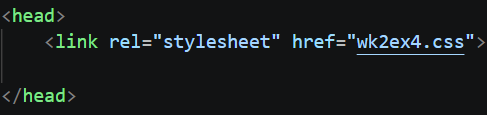 <head>
<link rel="stylesheet" href="wk2ex4.css">
</head>